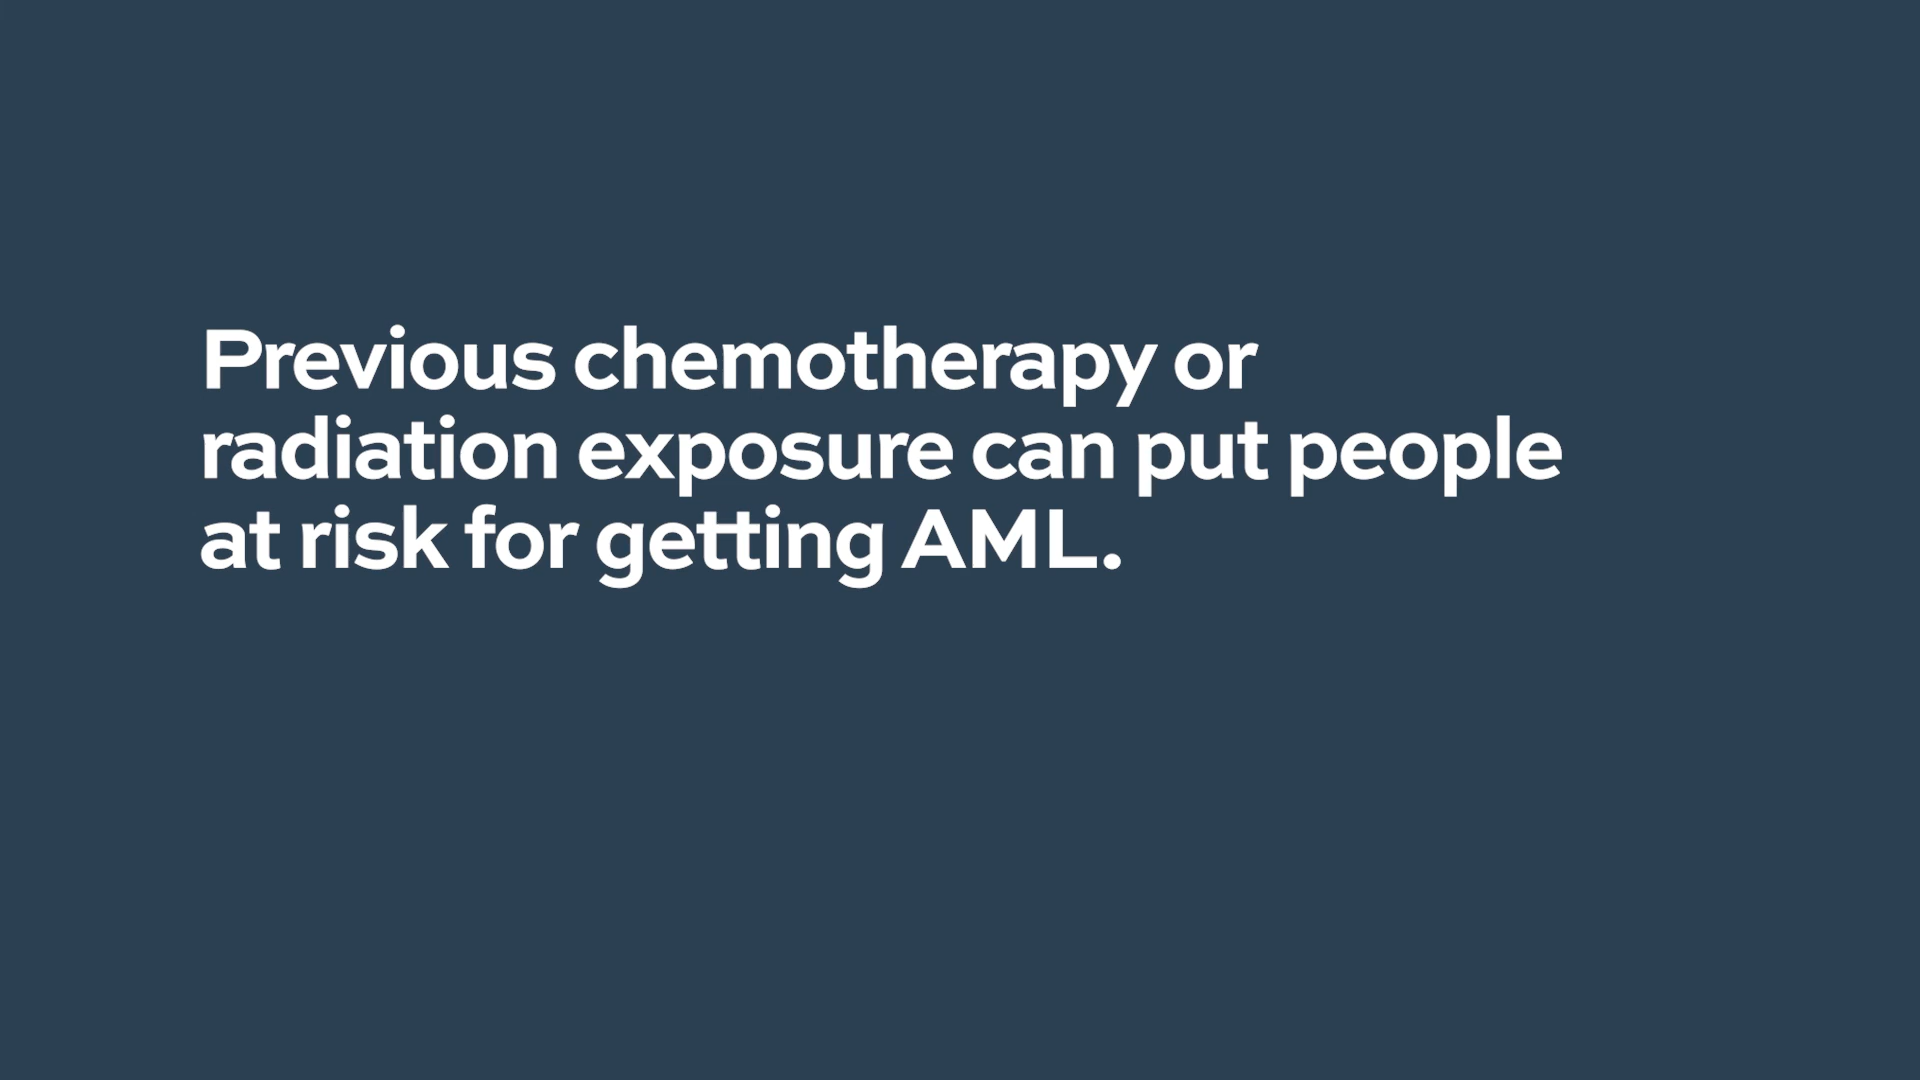 Previous chemotherapy or
radiation exposure can put people
at risk for getting AML.